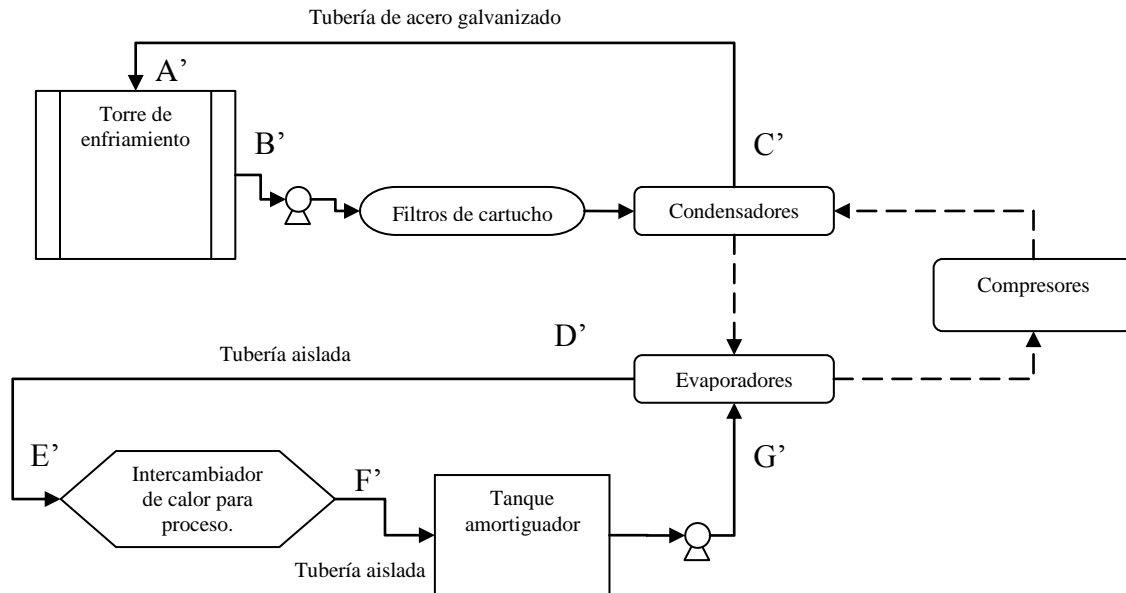 Tubería de acero galvanizado
A’
Torre de
enfriamiento
B’
C’
Filtros de cartucho
Condensadores
Compresores
D’
Tubería aislada
Evaporadores
E’
Intercambiador
de calor para
proceso.
F’
Tanque
amortiguador
G’
Tubería aislada